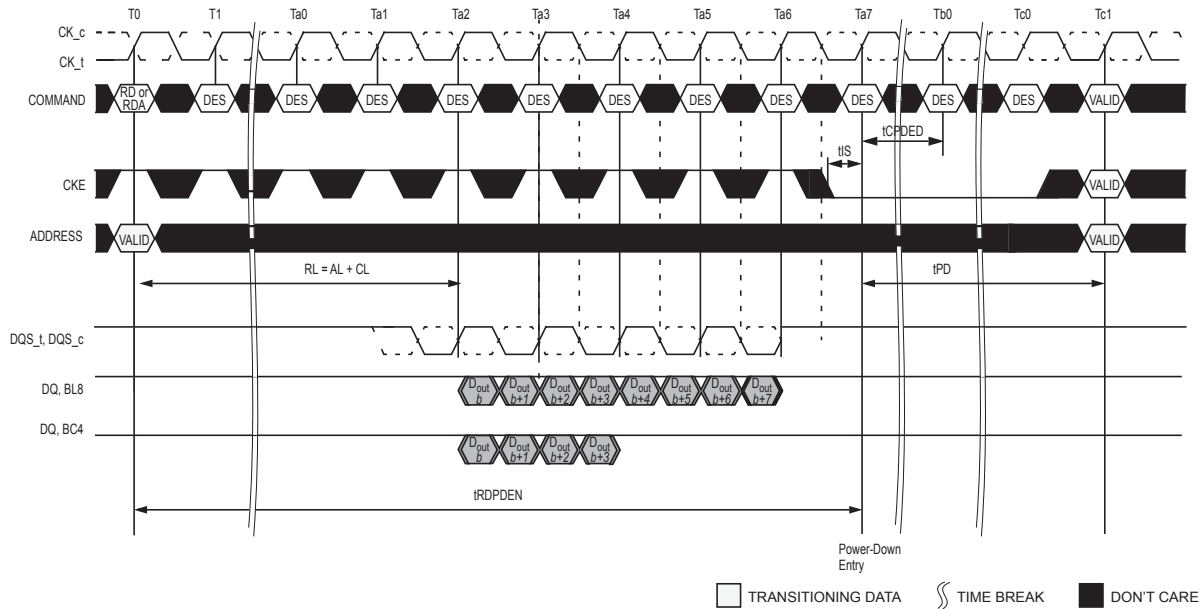 T0 T1 Ta0 Ta1 Ta2 Ta3 Ta4 Ta5 Ta6 Ta7 Tb0 Tc0 Tc1
CK_c
CK_t
COMMAND RD or RDA DES DES DES DES DES DES DES DES DES DES DES VALID
tCPDED
tIS
CKE VALID
ADDRESS VALID VALID
RL = AL + CL tPD
DQS_t, DQS_c
DQ, BL8 Dout b Dout b+1 Dout b+2 Dout b+3 Dout b+4 Dout b+5 Dout b+6 Dout b+7
DQ, BC4 Dout b Dout b+1 Dout b+2 Dout b+3
tRDPDEN
Power-Down
Entry
TRANSITIONING DATA TIME BREAK DON'T CARE